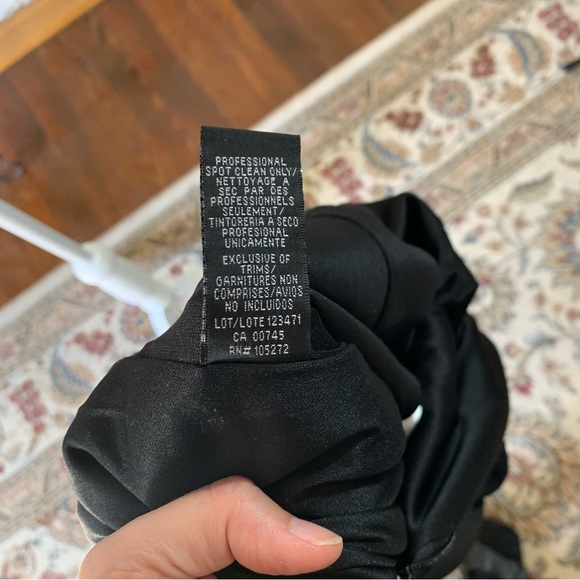 PROFESSIONAL
SPOT CLEAN ONLY/
NETTOYAGE A
SEC PAR DES
PROFESSIONNELS
SEULEMENT/
TINTORERIA A SECO
PROFESIONAL
UNICAMENTE
EXCLUSIVE OF
TRIMS/
GARNITURES NON
COMPRISES/AVIOS
NO INCLUIDOS
LOT/LOTE 123471
CA 00745
RN# 105272